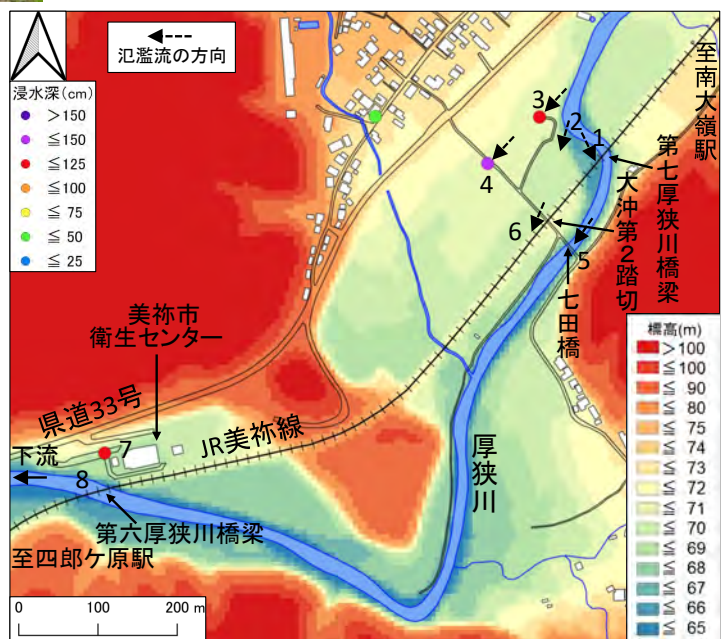 氾濫流の方向
浸水深(cm)
>150
≦150
≦125
≦100
≦ 75
≦ 50
≦ 25
至南大嶺駅
第七厚狭川橋梁
大沖第2踏切
七田橋
1
2
3
4
5
6
美祢市
衛生センター
県道33号
JR美祢線
厚狭川
下流
7
8
第六厚狭川橋梁
至四郎ケ原駅
0 100 200 m
標高(m)
> 100
≦ 100
≦ 90
≦ 80
≦ 75
≦ 74
≦ 73
≦ 72
≦ 71
≦ 70
≦ 69
≦ 68
≦ 67
≦ 66
≦ 65